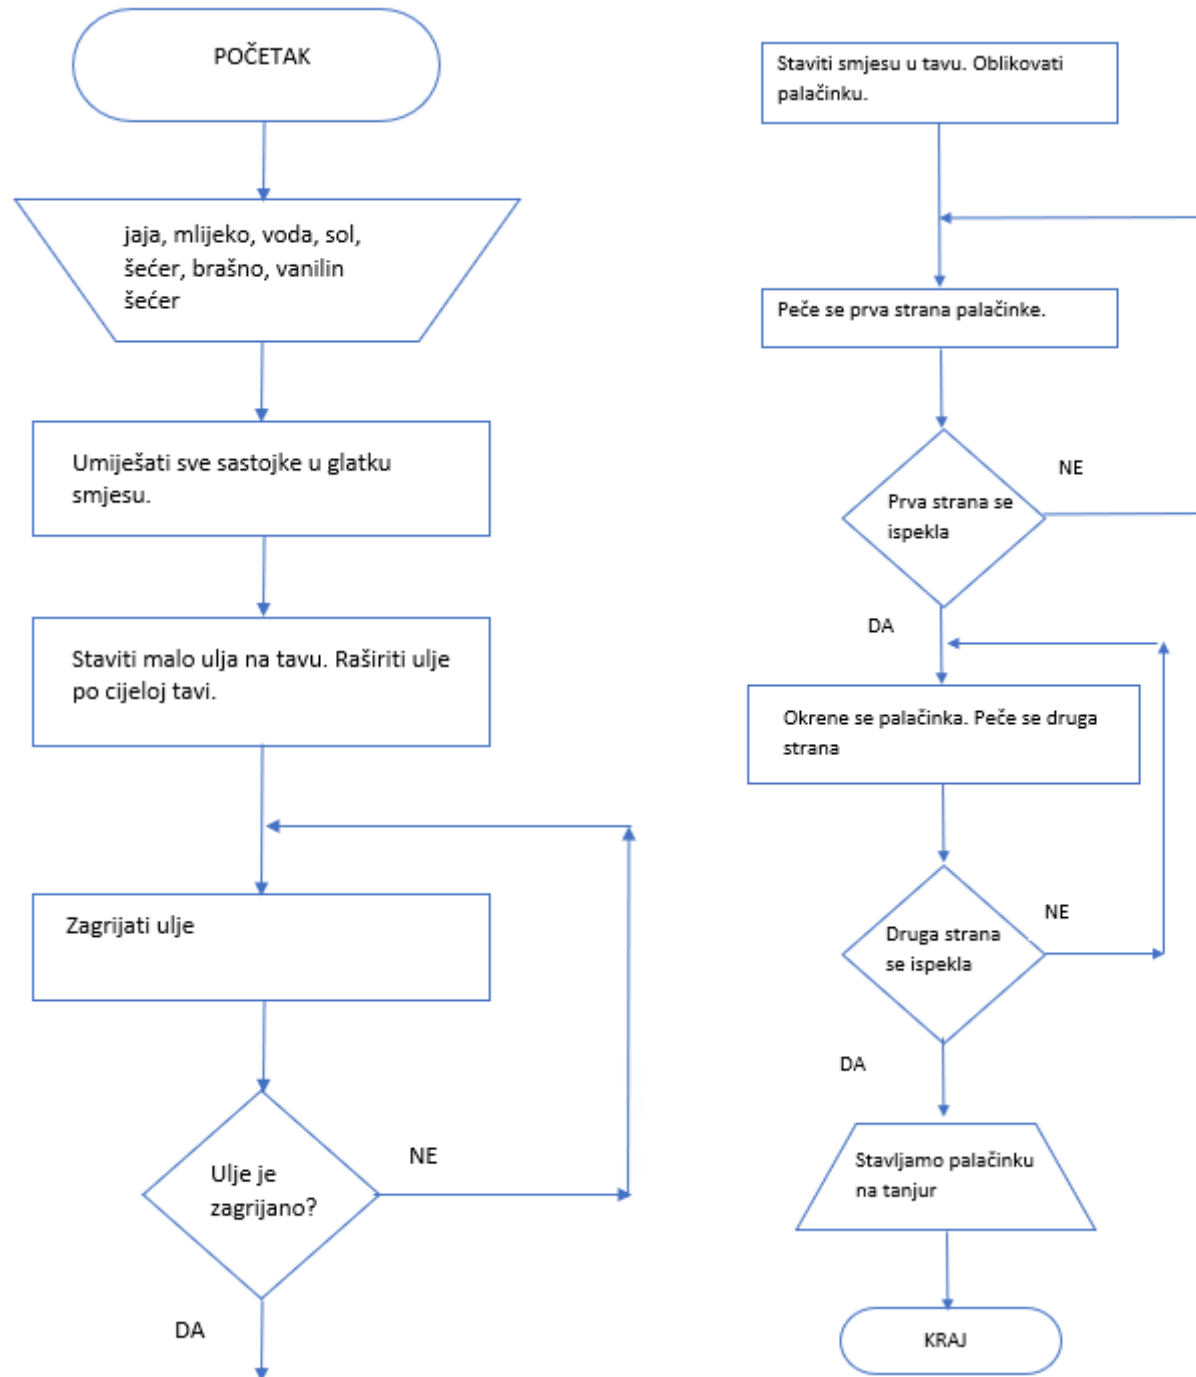 POČETAK
jaja, mlijeko, voda, sol,
šećer, brašno, vanilin
šećer
Umiješati sve sastojke u glatku
smjesu.
Staviti malo ulja na tavu. Raširiti ulje
po cijeloj tavi.
Zagrijati ulje
Ulje je
zagrijano?
NE
DA
Staviti smjesu u tavu. Oblikovati
palačinku.
Peče se prva strana palačinke.
Prva strana se
ispekla
NE
DA
Okrene se palačinka. Peče se druga
strana
Druga strana
se ispekla
NE
DA
Stavljamo palačinku
na tanjur
KRAJ